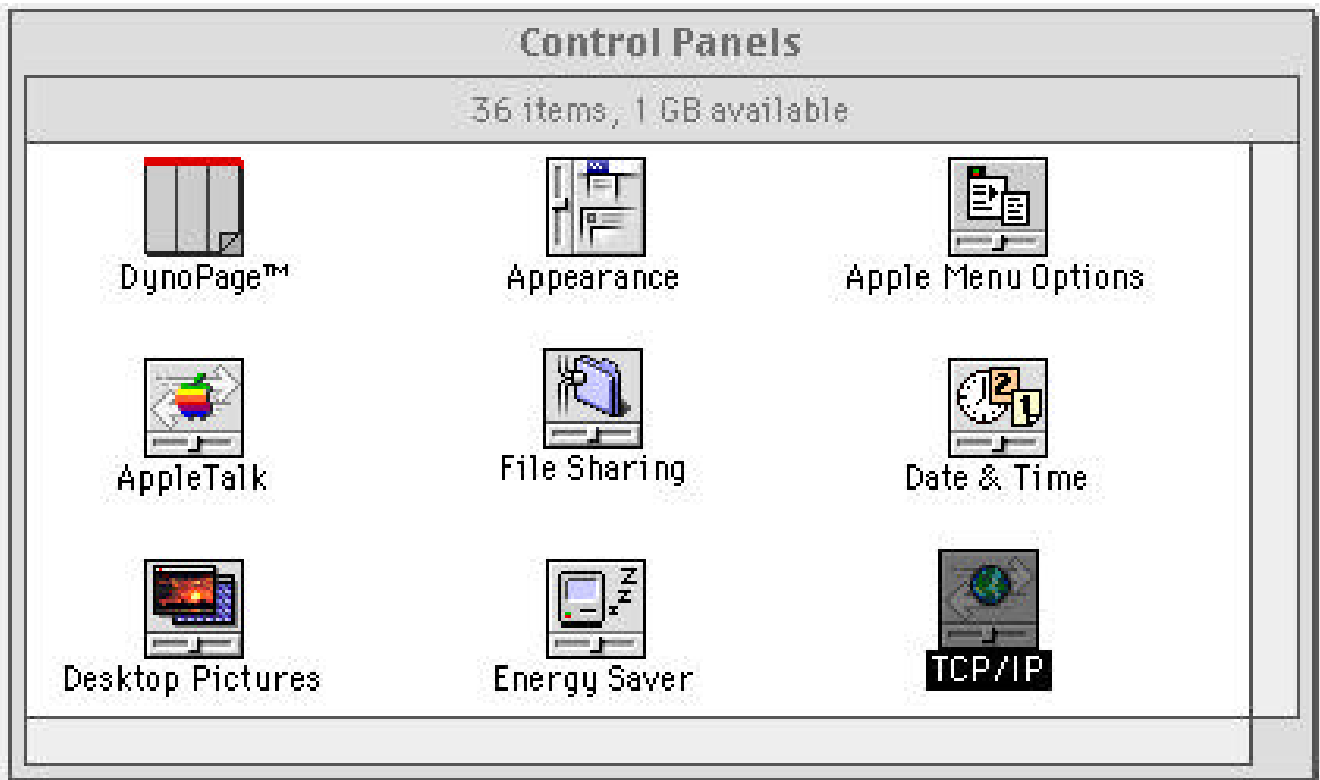 Control Panels
36 items, 1 GB available
DynoPage™
Appearance
Apple Menu Options
AppleTalk
File Sharing
Date & Time
Desktop Pictures
Energy Saver
TCP/IP